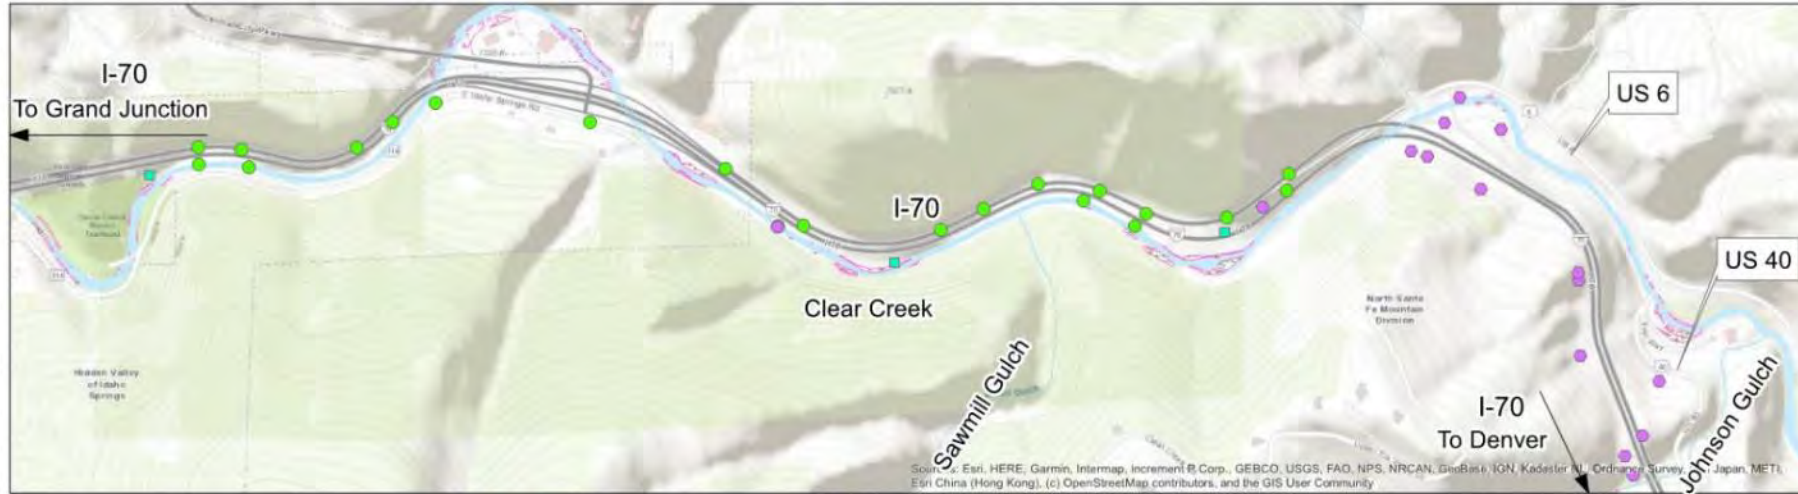 I-70
To Grand Junction
US 6
I-70
US 40
Clear Creek
North Santa
Fe Mountain
Division
Hidden Valley
of Idaho
Springs
Sawmill Gulch
I-70
To Denver
Johnson Gulch
Sources: Esri, HERE, Garmin, Intermap, increment P Corp., GEBCO, USGS, FAO, NPS, NRCAN, GeoBase, IGN, Kadaster NL, Ordnance Survey, Japan, METI,
Esri China (Hong Kong), (c) OpenStreetMap contributors, and the GIS User Community